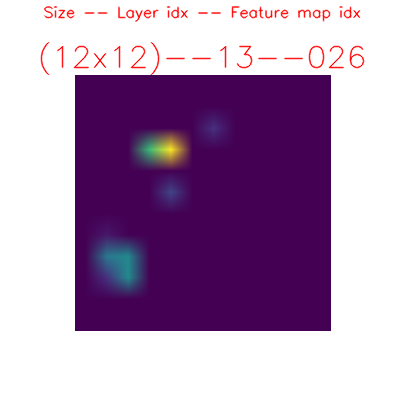 Size -- Layer idx -- Feature map idx
(12x12)--13--026